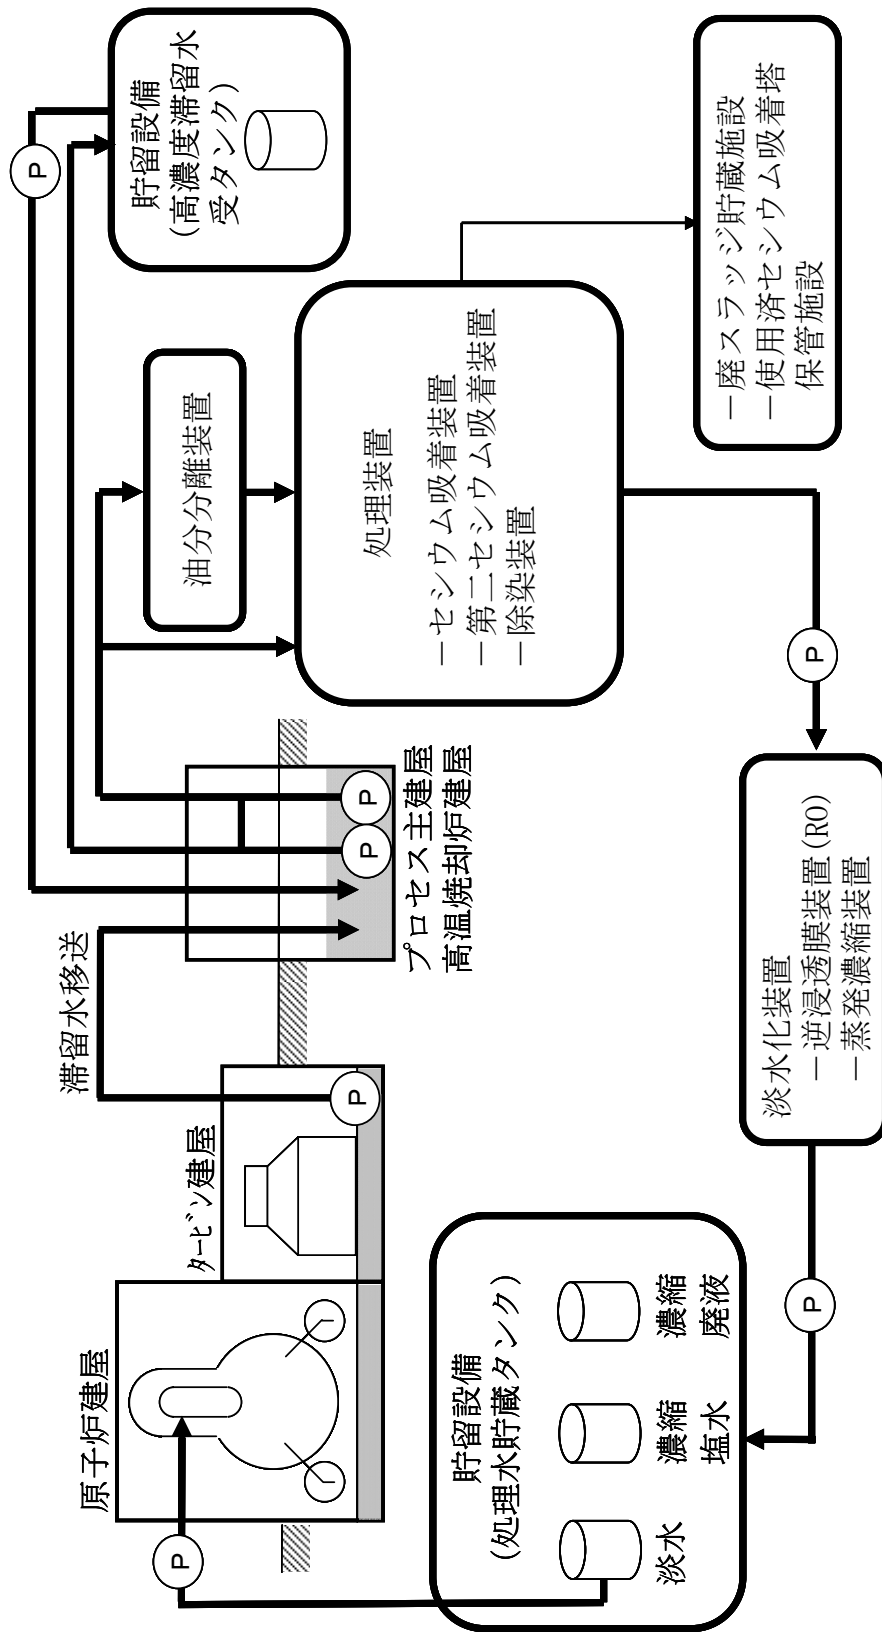 原子炉建屋
P
ﾀｰﾋﾞﾝ建屋
P
滞留水移送
プロセス主建屋
高温焼却炉建屋
P
P
油分分離装置
P
貯留設備
(高濃度滞留水
受タンク)
処理装置
－セシウム吸着装置
－第二セシウム吸着装置
－除染装置
－廃スラッジ貯蔵施設
－使用済セシウム吸着塔
保管施設
P
淡水化装置
－逆浸透膜装置(RO)
－蒸発濃縮装置
P
貯留設備
(処理水貯蔵タンク)
淡水
濃縮
塩水
濃縮
廃液